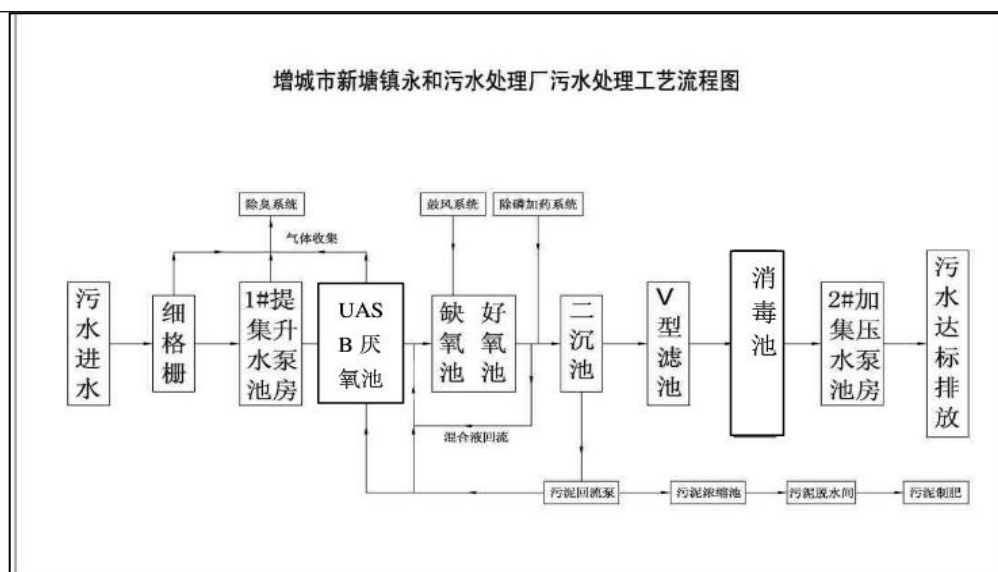 增城市新塘镇永和污水处理厂污水处理工艺流程图
除臭系统
鼓风系统
除磷加药系统
气体收集
污水进水
细格栅
1#集水池
提升泵房
UAS
B 厌
氧池
缺氧池
好氧池
二沉池
V型滤池
消毒池
2#集水池
加压泵房
污水达标排放
混合液回流
污泥回流泵
污泥浓缩池
污泥脱水间
污泥制肥